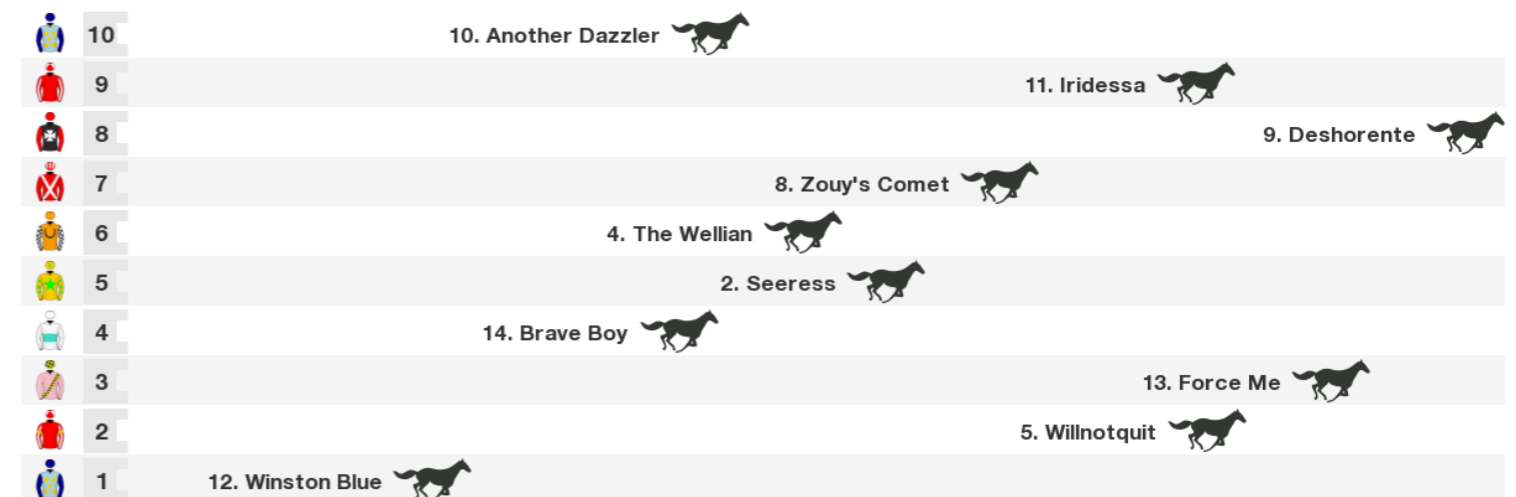 10 10. Another Dazzler
9 11. Iridessa
8 9. Deshorente
7 8. Zouy's Comet
6 4. The Wellian
5 2. Seeress
4 14. Brave Boy
3 13. Force Me
2 5. Willnotquit
1 12. Winston Blue